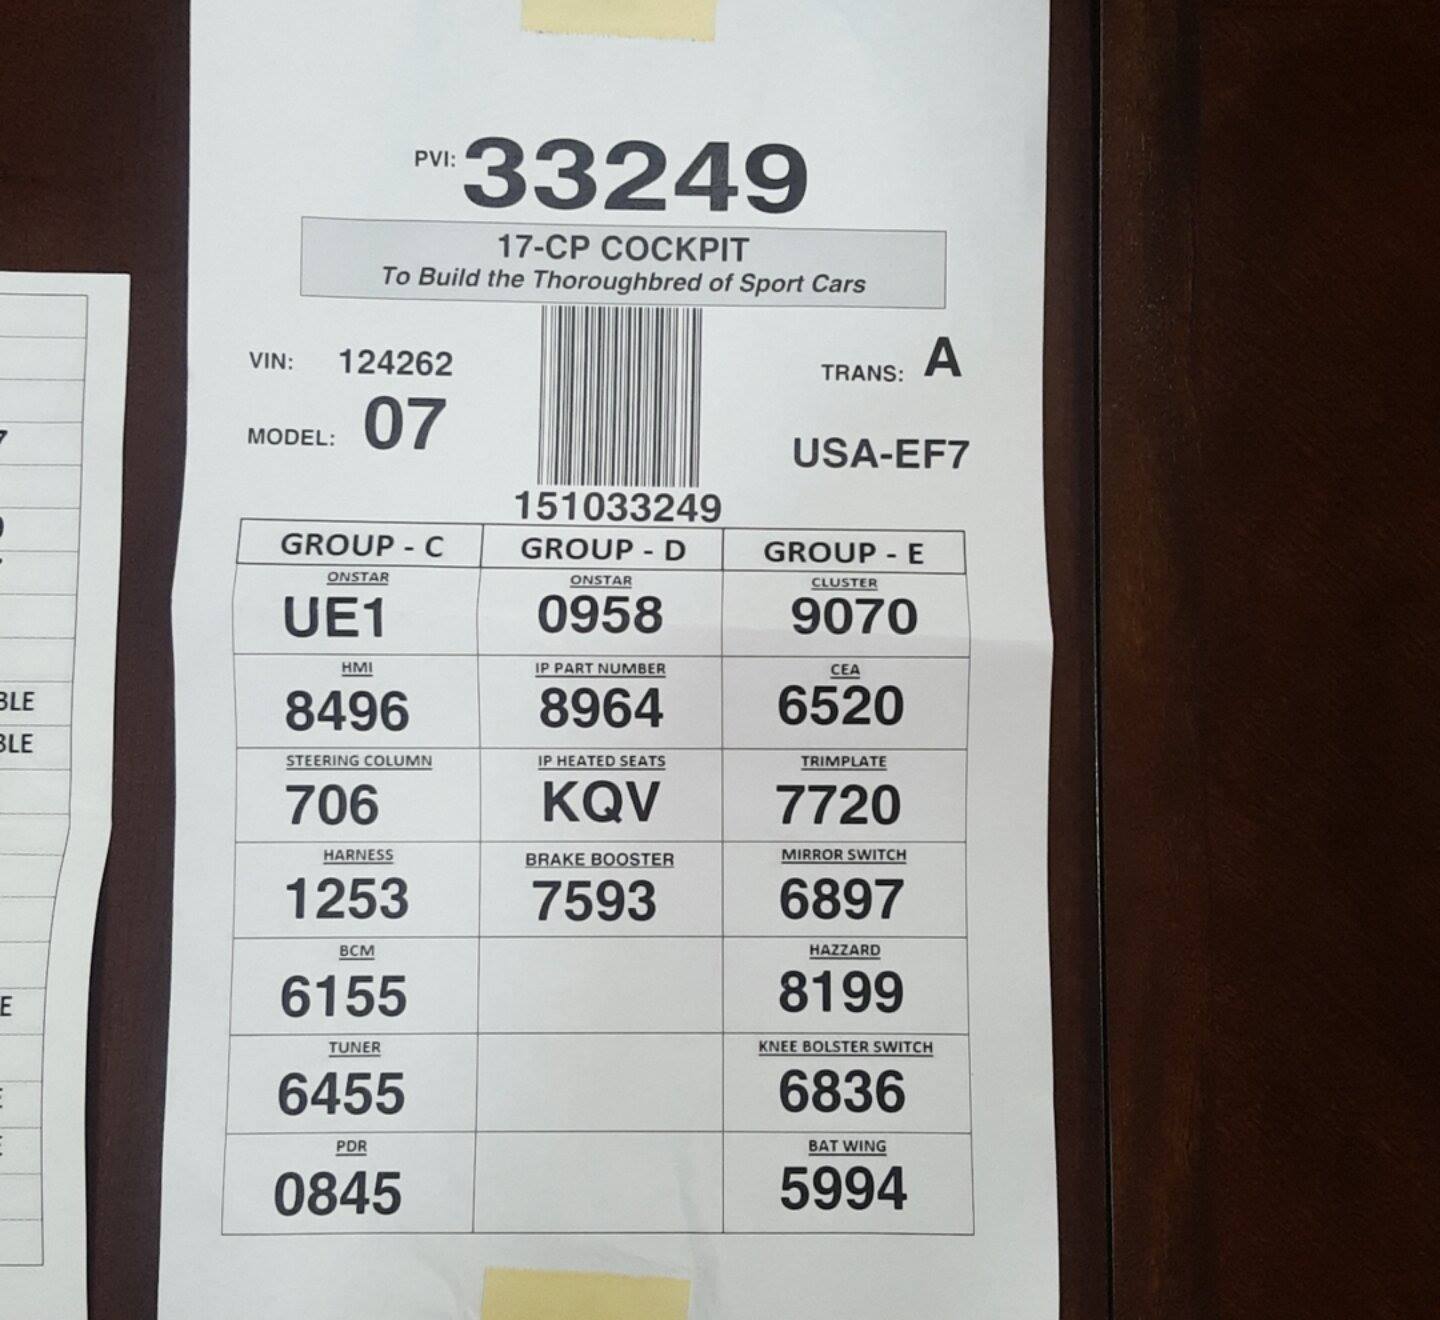 PVI: 33249
17-CP COCKPIT
To Build the Thoroughbred of Sport Cars
VIN: 124262
TRANS: A
MODEL: 07
USA-EF7
151033249
GROUP - C GROUP - D GROUP - E
ONSTAR ONSTAR CLUSTER
UE1 0958 9070
HMI IP PART NUMBER CEA
8496 8964 6520
STEERING COLUMN IP HEATED SEATS TRIMPLATE
706 KQV 7720
HARNESS BRAKE BOOSTER MIRROR SWITCH
1253 7593 6897
BCM HAZZARD
6155 8199
TUNER KNEE BOLSTER SWITCH
6455 6836
PDR BAT WING
0845 5994